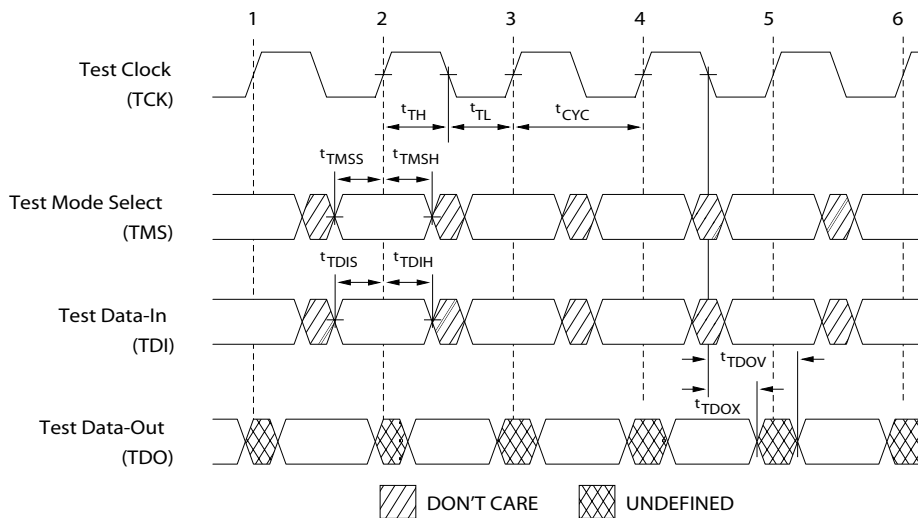 1 2 3 4 5 6
Test Clock
(TCK)
tTH tTL tCYC
tTMSS tTMSH
Test Mode Select
(TMS)
tTDIS tTDIH
Test Data-In
(TDI)
tTDOV
tTDOX
Test Data-Out
(TDO)
DON'T CARE UNDEFINED